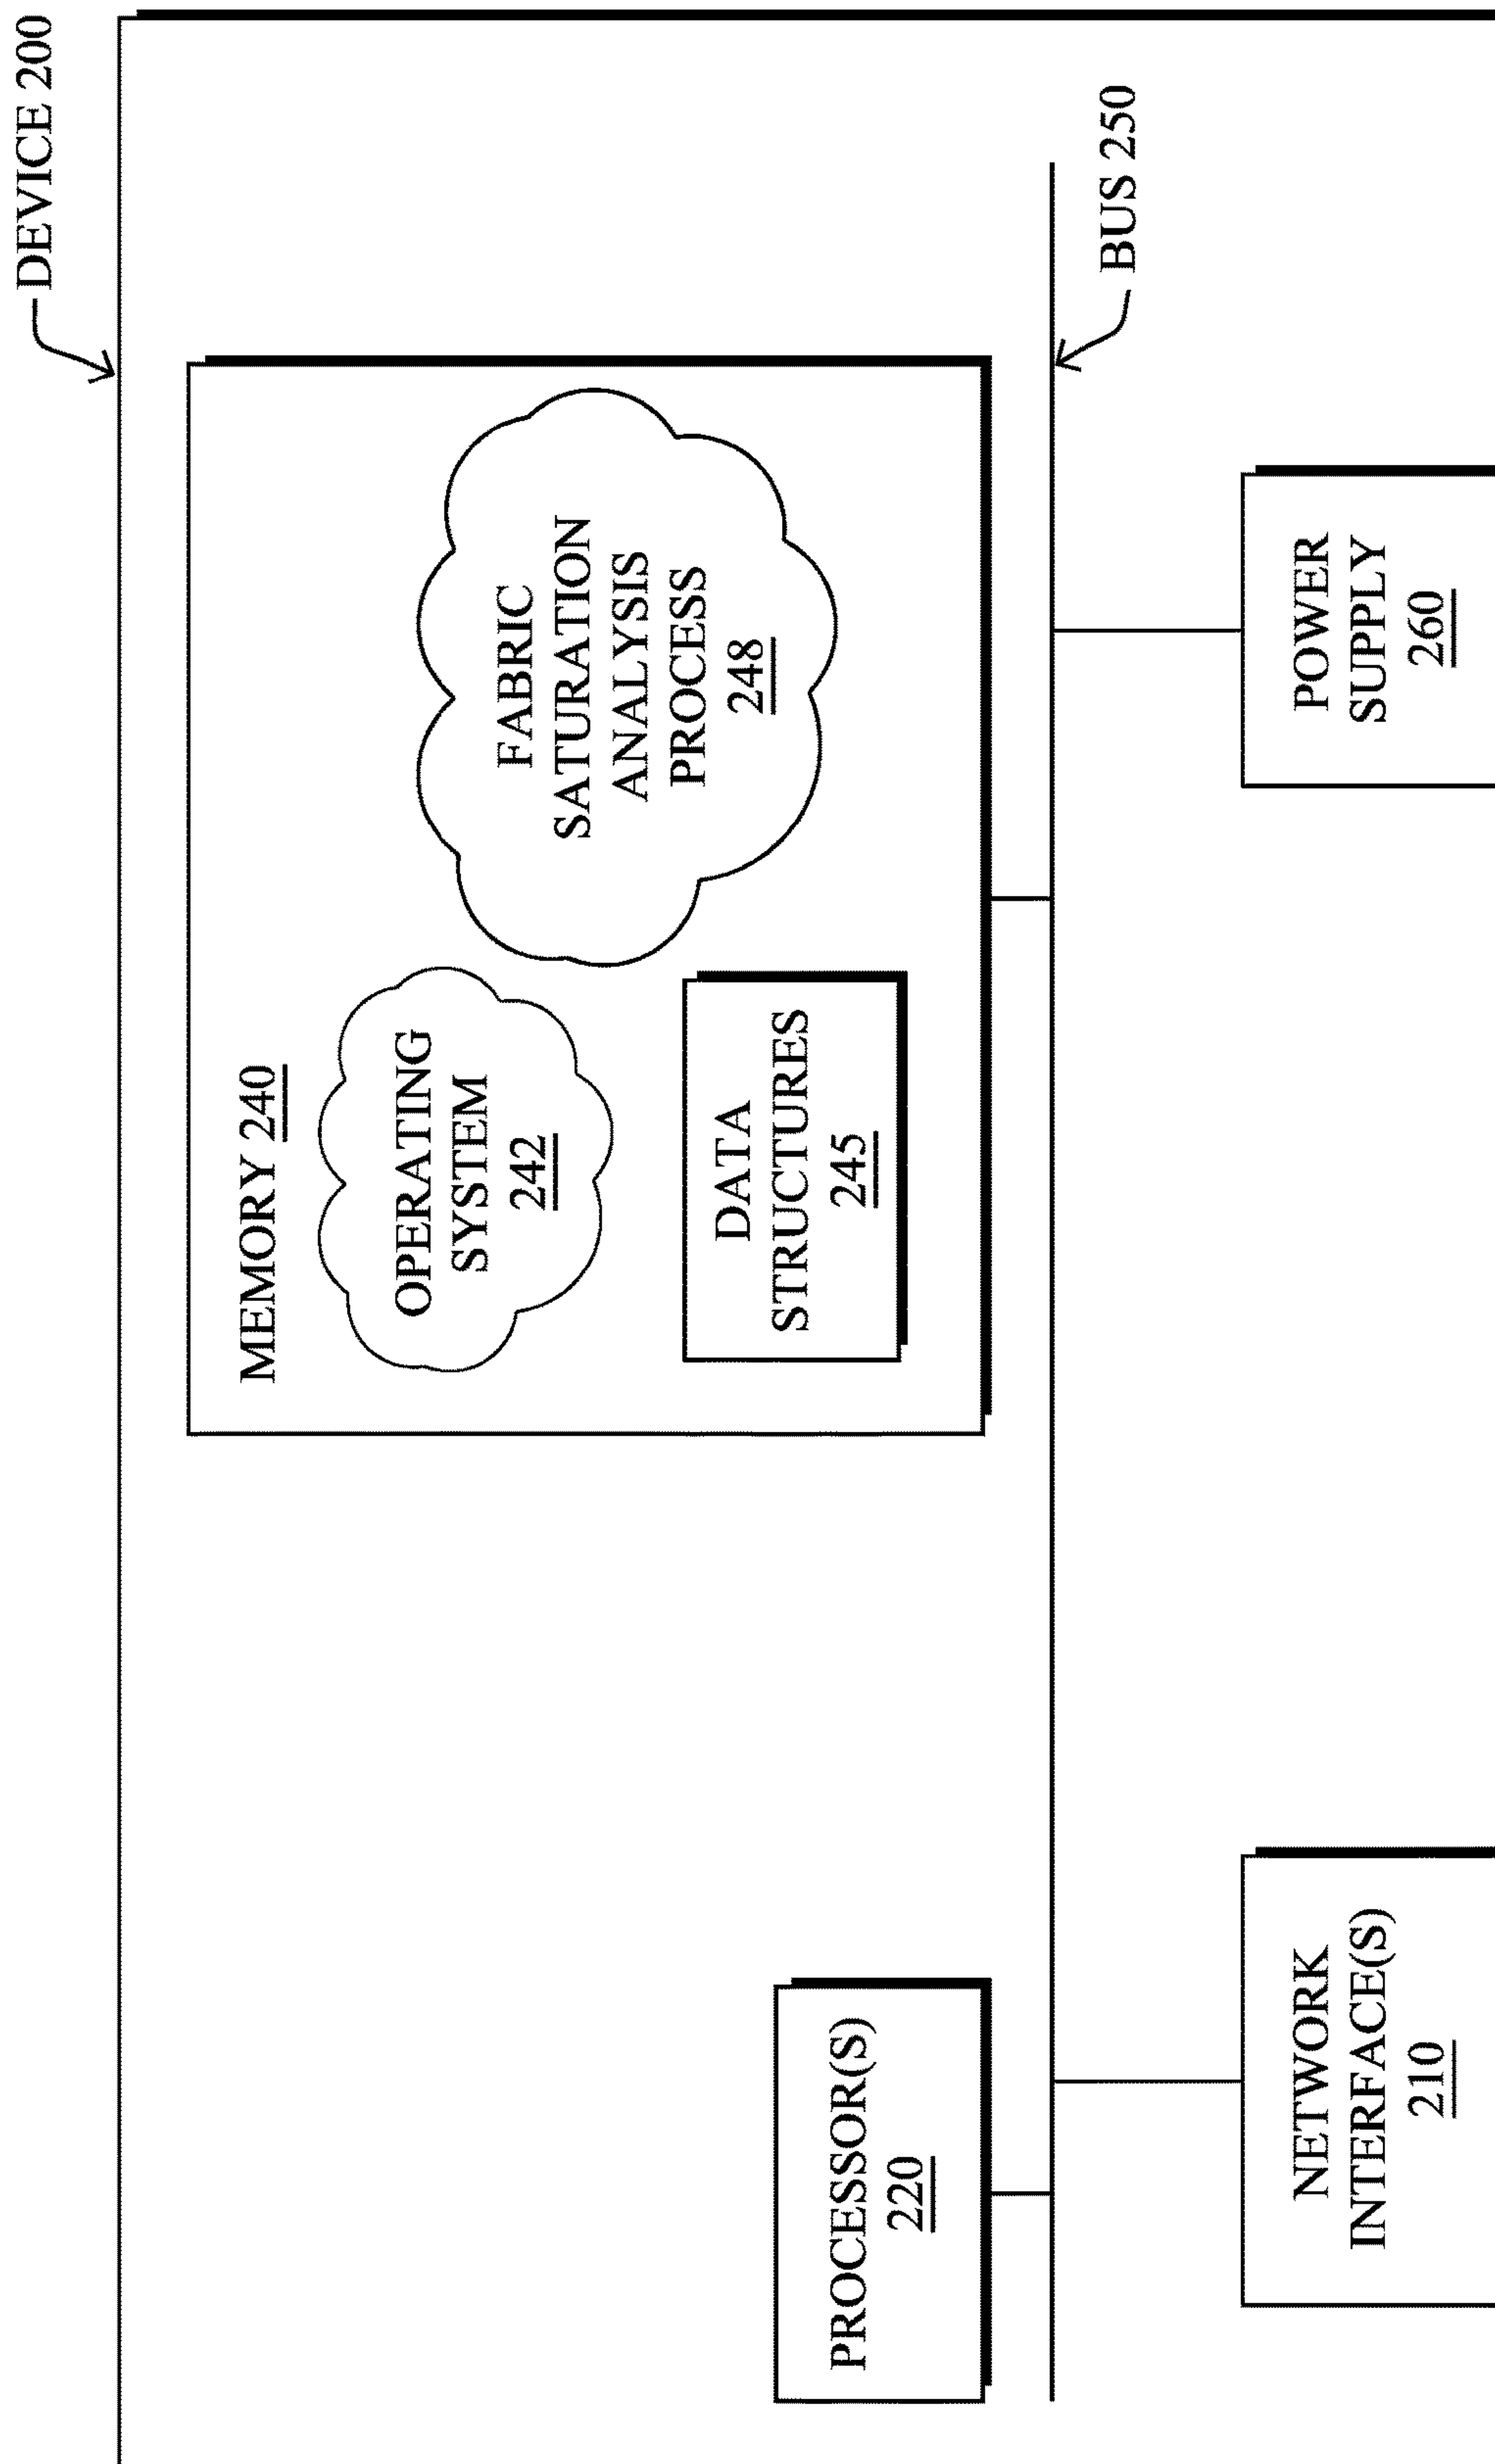 DEVICE 200
MEMORY 240
OPERATING
SYSTEM
242
DATA
STRUCTURES
245
FABRIC
SATURATION
ANALYSIS
PROCESS
248
PROCESSOR(S)
220
BUS 250
NETWORK
INTERFACE(S)
210
POWER
SUPPLY
260